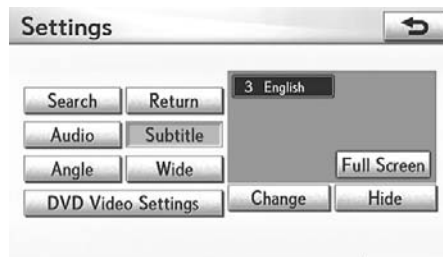 Settings
3 English
Search Return
Audio Subtitle
Angle Wide Full Screen
DVD Video Settings Change Hide